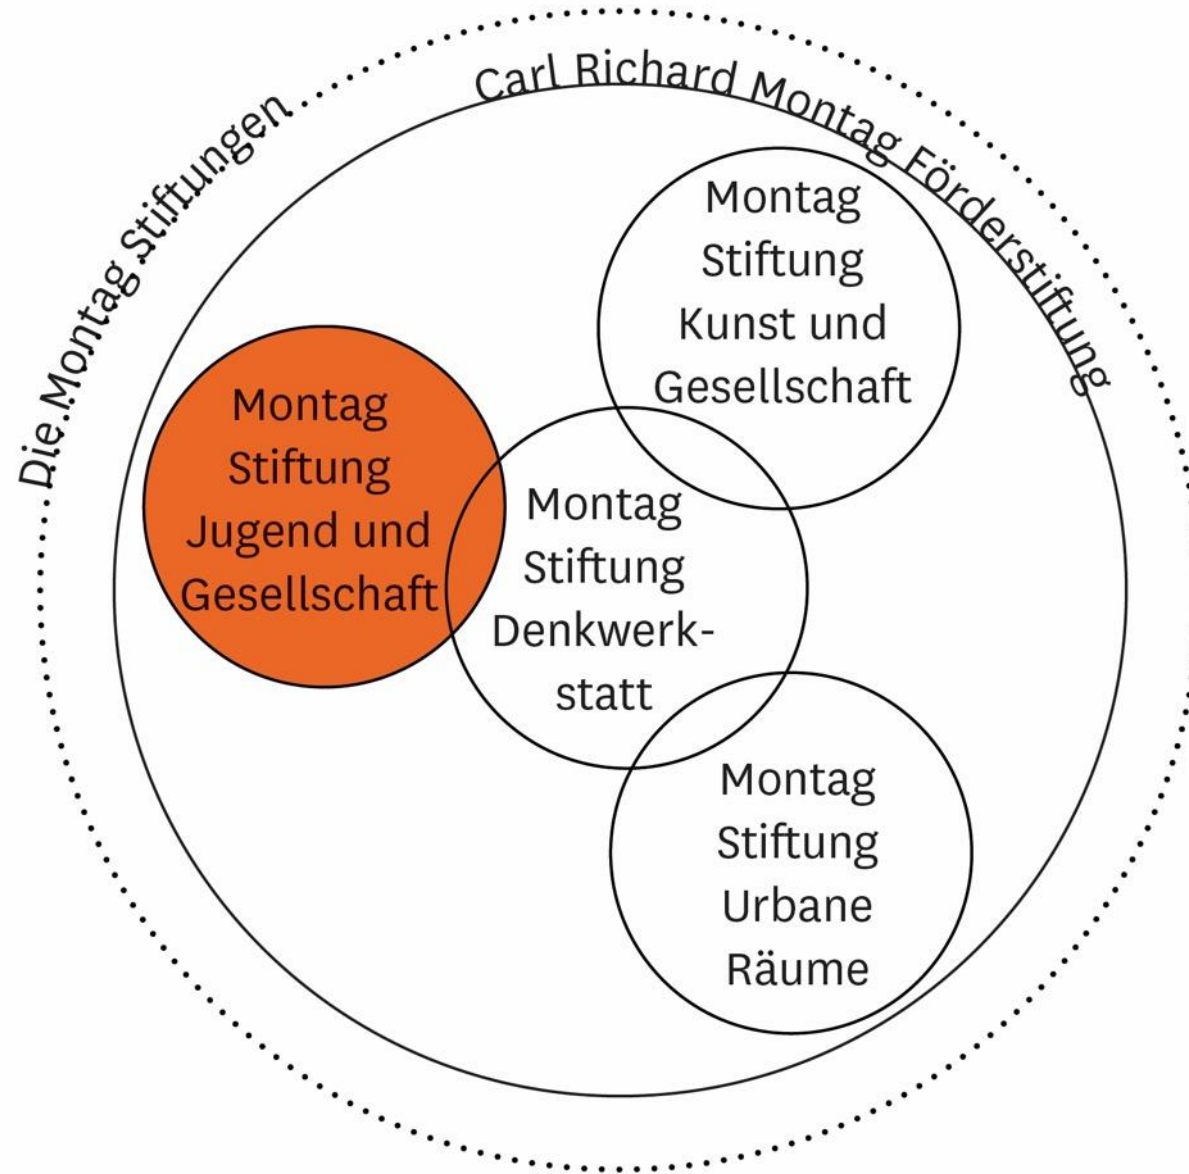 Die Montag Stiftungen
Carl Richard Montag Förderstiftung
Montag
Stiftung
Kunst und
Gesellschaft
Montag
Stiftung
Jugend und
Gesellschaft
Montag
Stiftung
Denkwerk-
statt
Montag
Stiftung
Urbane
Räume